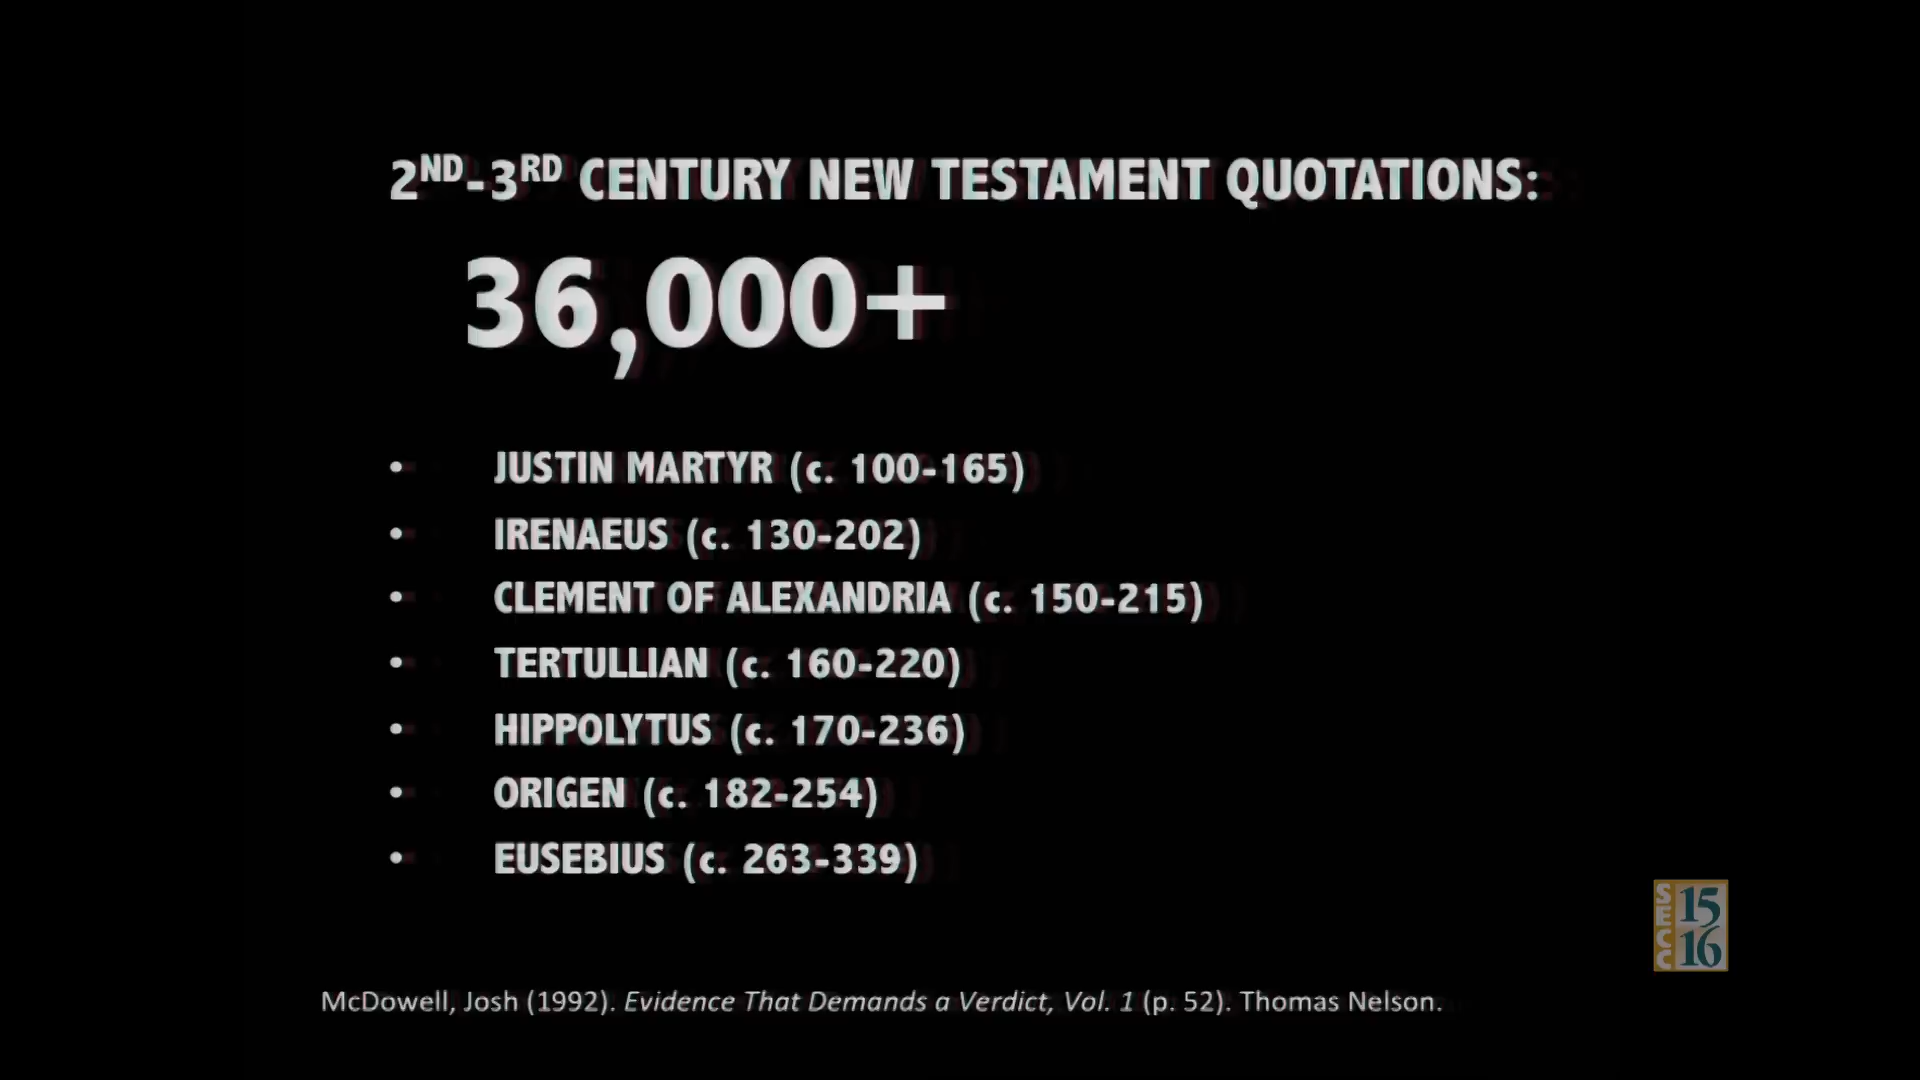 2ND-3RD CENTURY NEW TESTAMENT QUOTATIONS:
36,000+
• JUSTIN MARTYR (c. 100-165)
• IRENAEUS (c. 130-202)
• CLEMENT OF ALEXANDRIA (c. 150-215)
• TERTULLIAN (c. 160-220)
• HIPPOLYTUS (c. 170-236)
• ORIGEN (c. 182-254)
• EUSEBIUS (c. 263-339)
SECC
15
16
McDowell, Josh (1992). Evidence That Demands a Verdict, Vol. 1 (p. 52). Thomas Nelson.